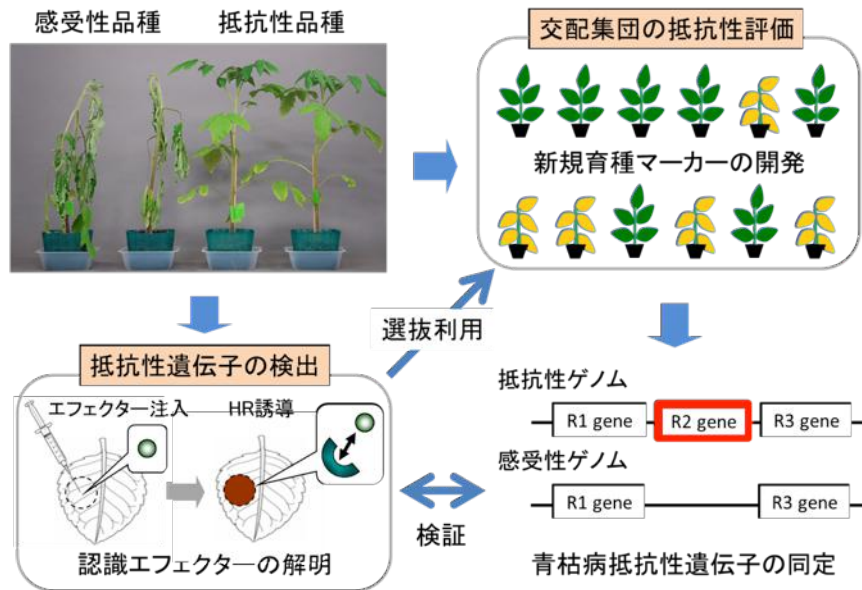 感受性品種
抵抗性品種
交配集団の抵抗性評価
新規育種マーカーの開発
選抜利用
抵抗性遺伝子の検出
エフェクター注入
HR誘導
認識エフェクターの解明
検証
抵抗性ゲノム
R1 gene
R2 gene
R3 gene
感受性ゲノム
R1 gene
R3 gene
青枯病抵抗性遺伝子の同定